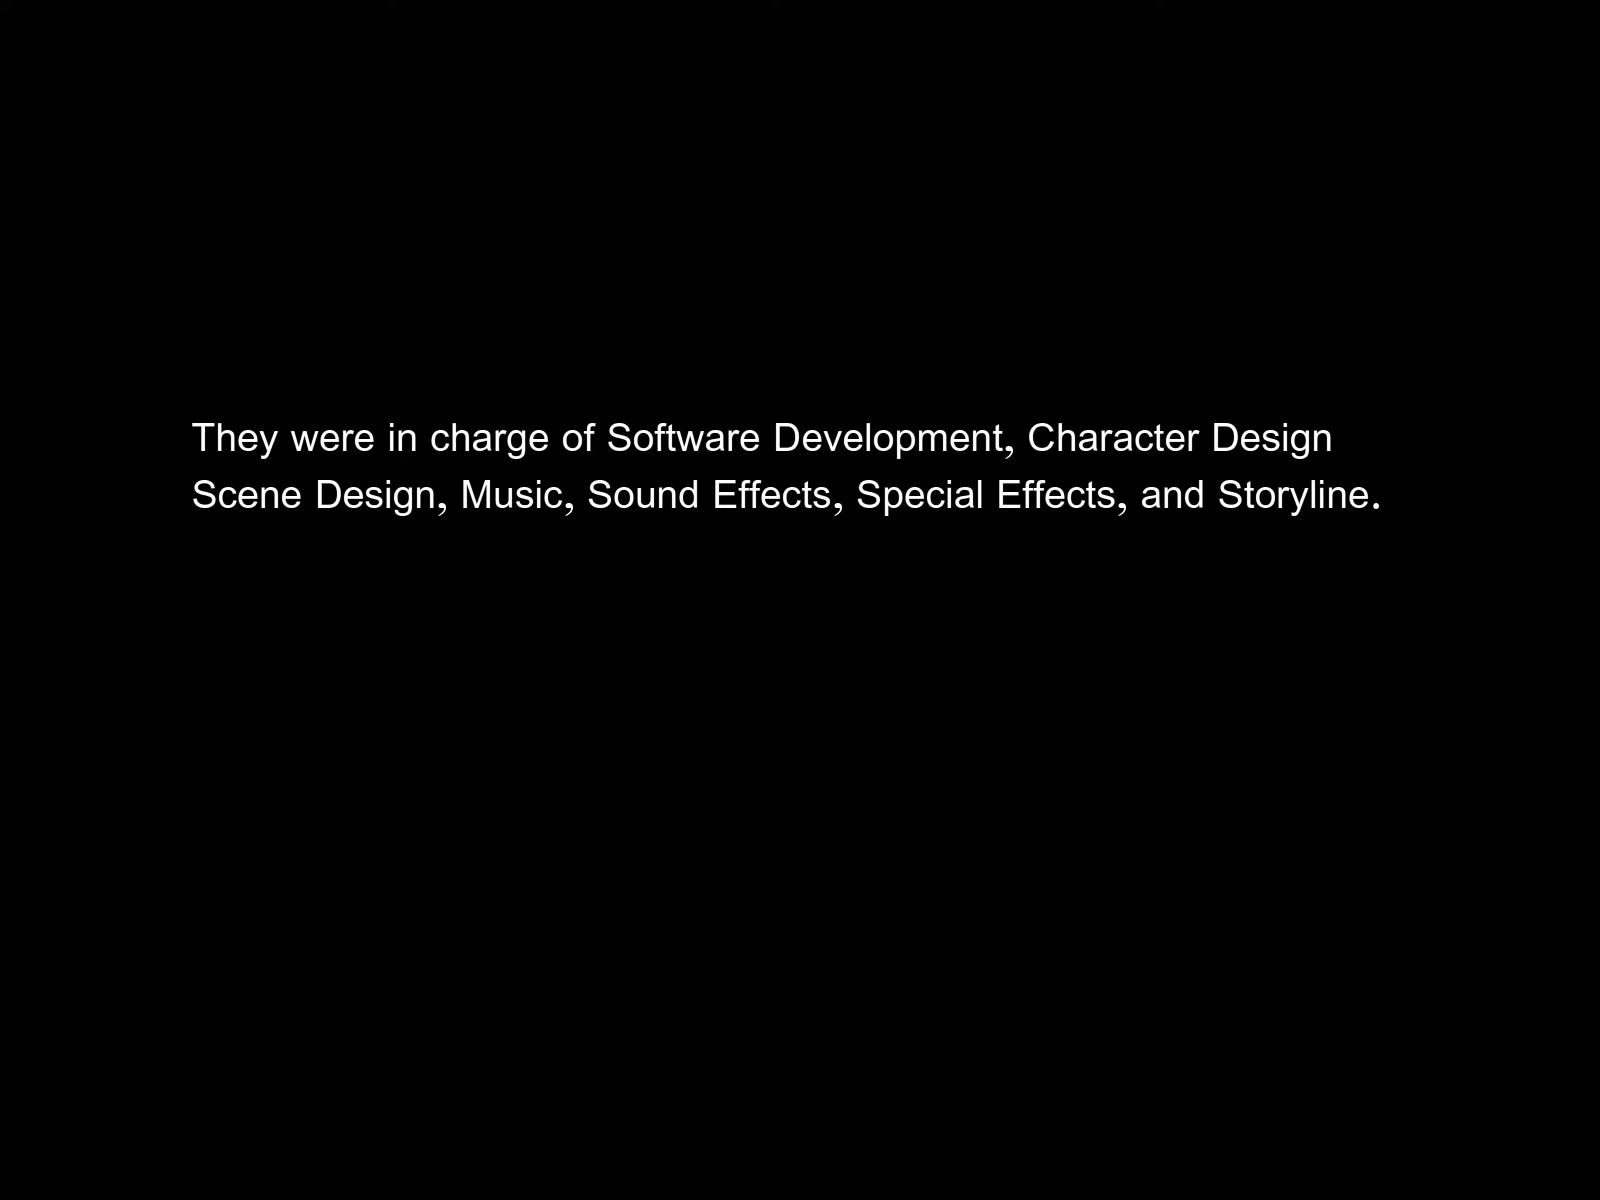 They were in charge of Software Development, Character Design
Scene Design, Music, Sound Effects, Special Effects, and Storyline.